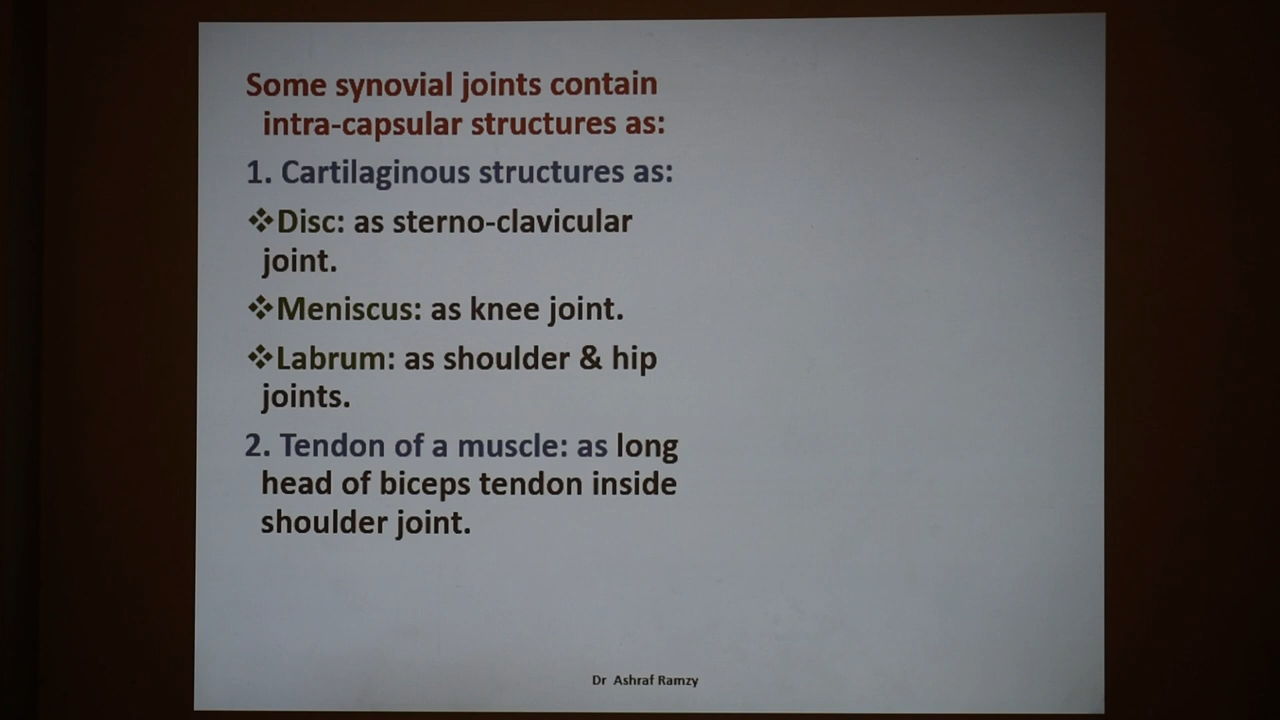 Some synovial joints contain
intra-capsular structures as:
1. Cartilaginous structures as:
❖Disc: as sterno-clavicular
joint.
❖Meniscus: as knee joint.
❖Labrum: as shoulder & hip
joints.
2. Tendon of a muscle: as long
head of biceps tendon inside
shoulder joint.
Dr Ashraf Ramzy